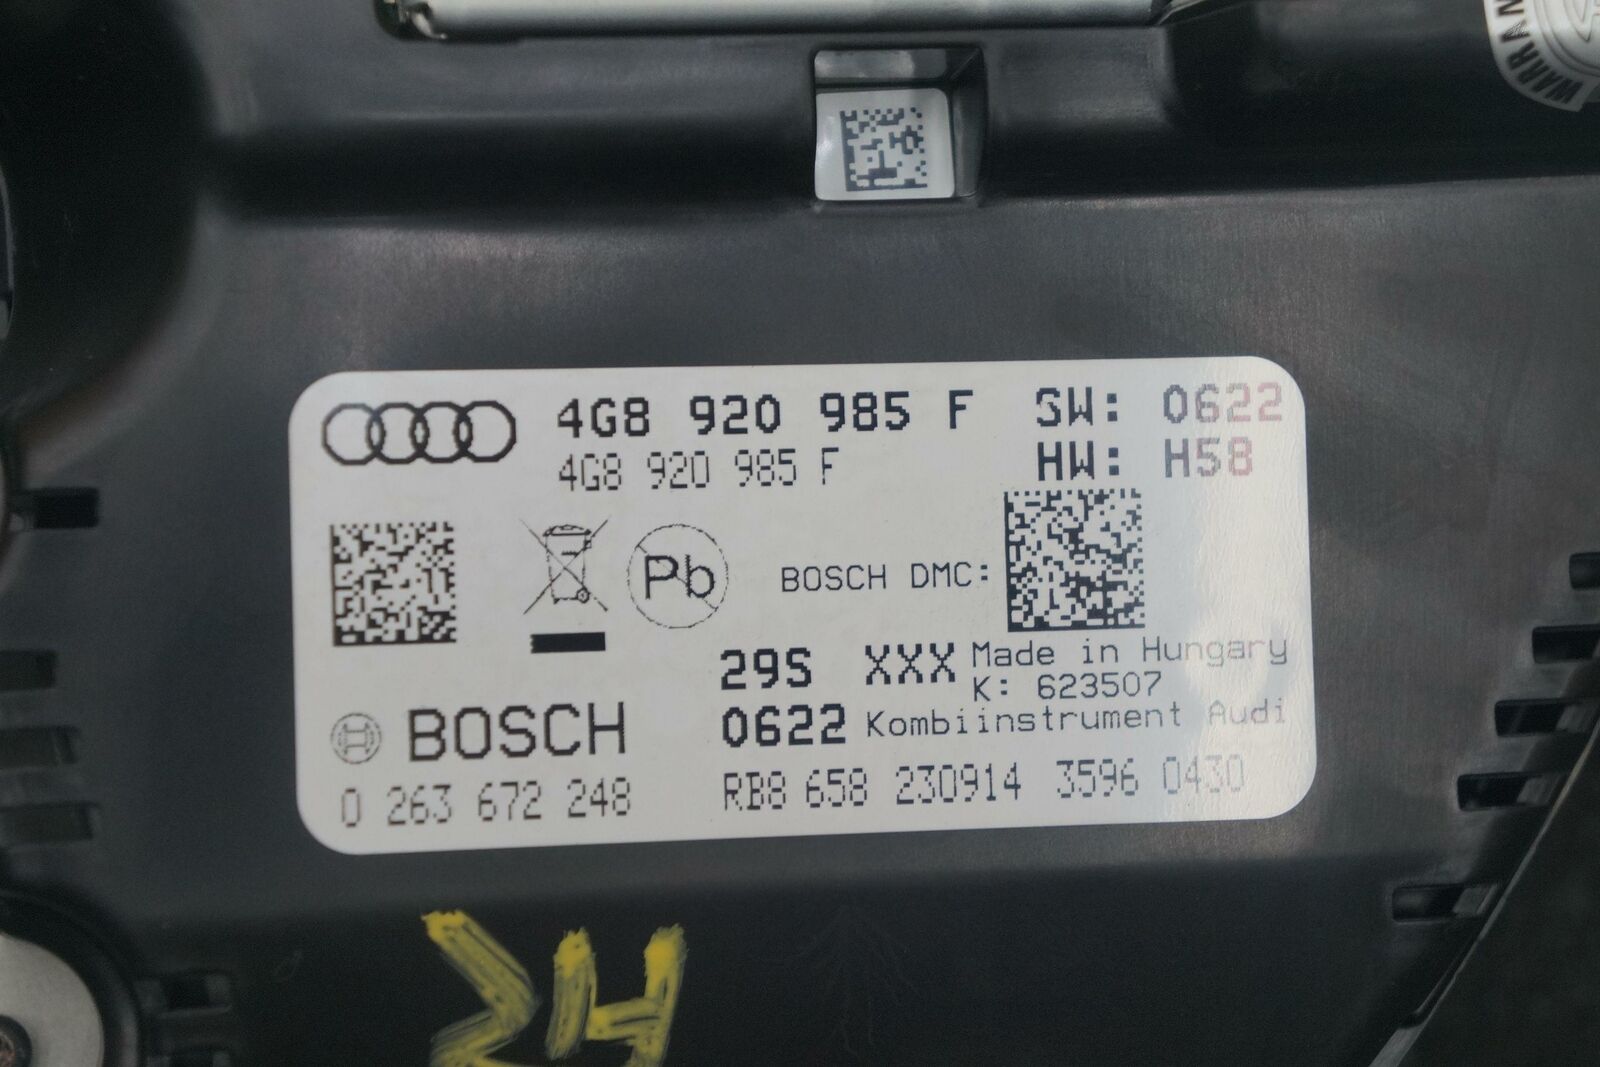 WARRAN
4G8 920 985 F SW: 0622
4G8 920 985 F HW: H58
Pb BOSCH DMC:
29S XXX Made in Hungary
K: 623507
BOSCH 0622 Kombiinstrument Audi
0 263 672 248 RB8 658 230914 3596 0430